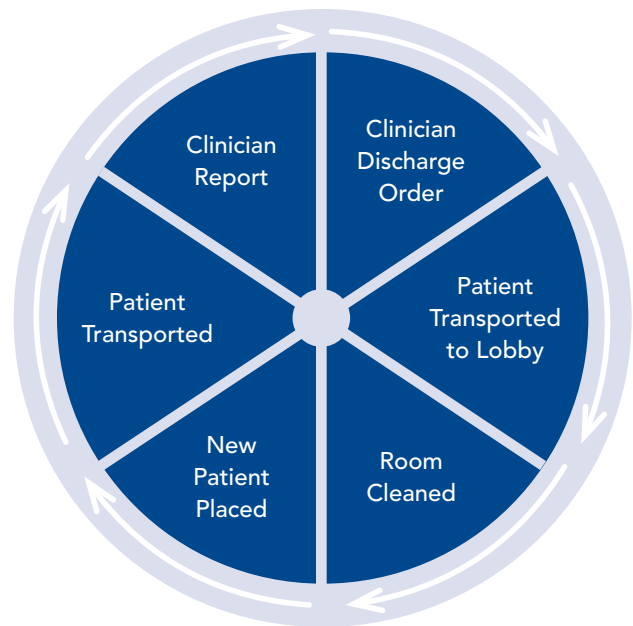 Clinician
Discharge
Order
Patient
Transported
to Lobby
Room
Cleaned
New
Patient
Placed
Patient
Transported
Clinician
Report